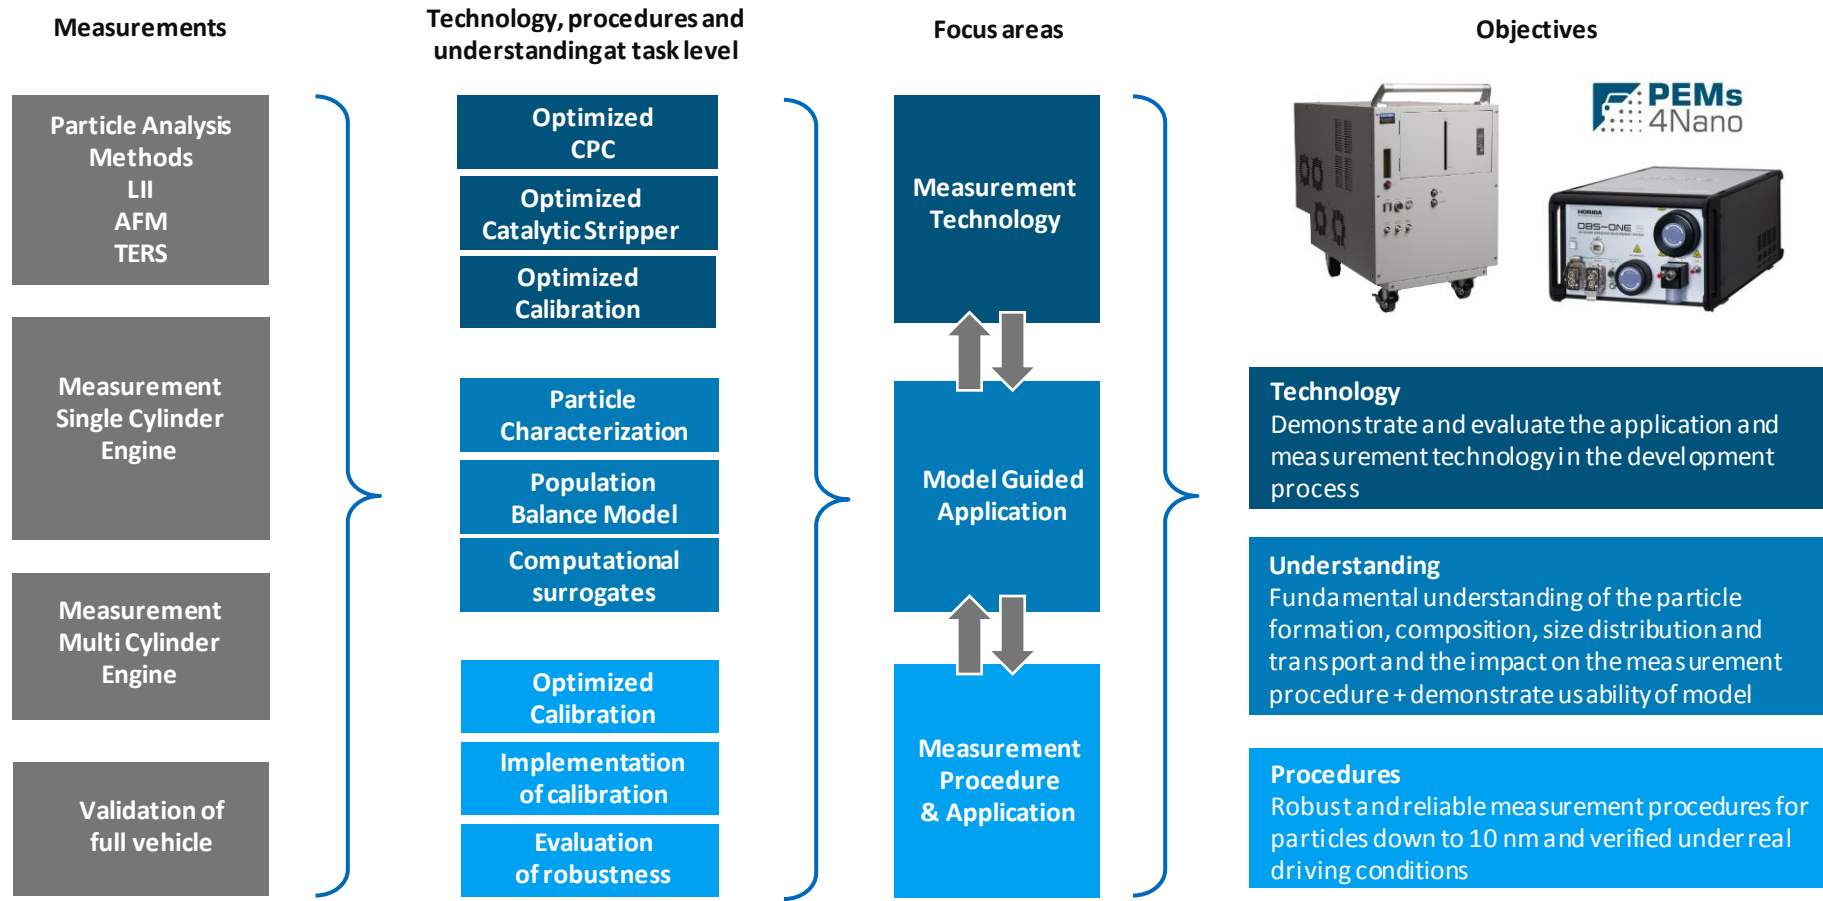 Measurements
Technology, procedures and
understanding at task level
Focus areas
Objectives
Particle Analysis
Methods
LII
AFM
TERS
Measurement
Single Cylinder
Engine
Measurement
Multi Cylinder
Engine
Validation of
full vehicle
Optimized
CPC
Optimized
Catalytic Stripper
Optimized
Calibration
Particle
Characterization
Population
Balance Model
Computational
surrogates
Optimized
Calibration
Implementation
of calibration
Evaluation
of robustness
Measurement
Technology
Model Guided
Application
Measurement
Procedure
& Application
PEMs
4Nano
HORIBA
OBS-ONE
Technology
Demonstrate and evaluate the application and
measurement technology in the development
process
Understanding
Fundamental understanding of the particle
formation, composition, size distribution and
transport and the impact on the measurement
procedure + demonstrate usability of model
Procedures
Robust and reliable measurement procedures for
particles down to 10 nm and verified under real
driving conditions